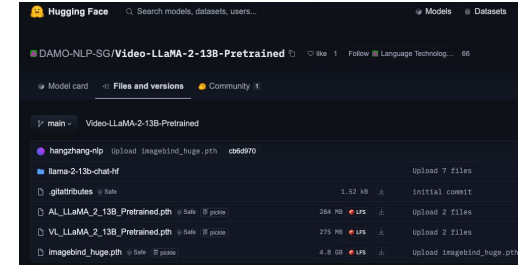 Hugging Face Search models, datasets, users... Models Datasets
DAMO-NLP-SG/Video-LLaMA-2-13B-Pretrained like 1 Follow Language Technolog... 66
Model card Files and versions Community 1
main Video-LLaMA-2-13B-Pretrained
hangzhang-nlp Upload imagebind_huge.pth cb6d970
llama-2-13b-chat-hf Upload 7 files
.gitattributes Safe 1.52 kB initial commit
AL_LLaMA_2_13B_Pretrained.pth Safe pickle 284 MB LFS Upload 2 files
VL_LLaMA_2_13B_Pretrained.pth Safe pickle 275 MB LFS Upload 2 files
imagebind_huge.pth Safe pickle 4.8 GB LFS Upload imagebind_huge.pth